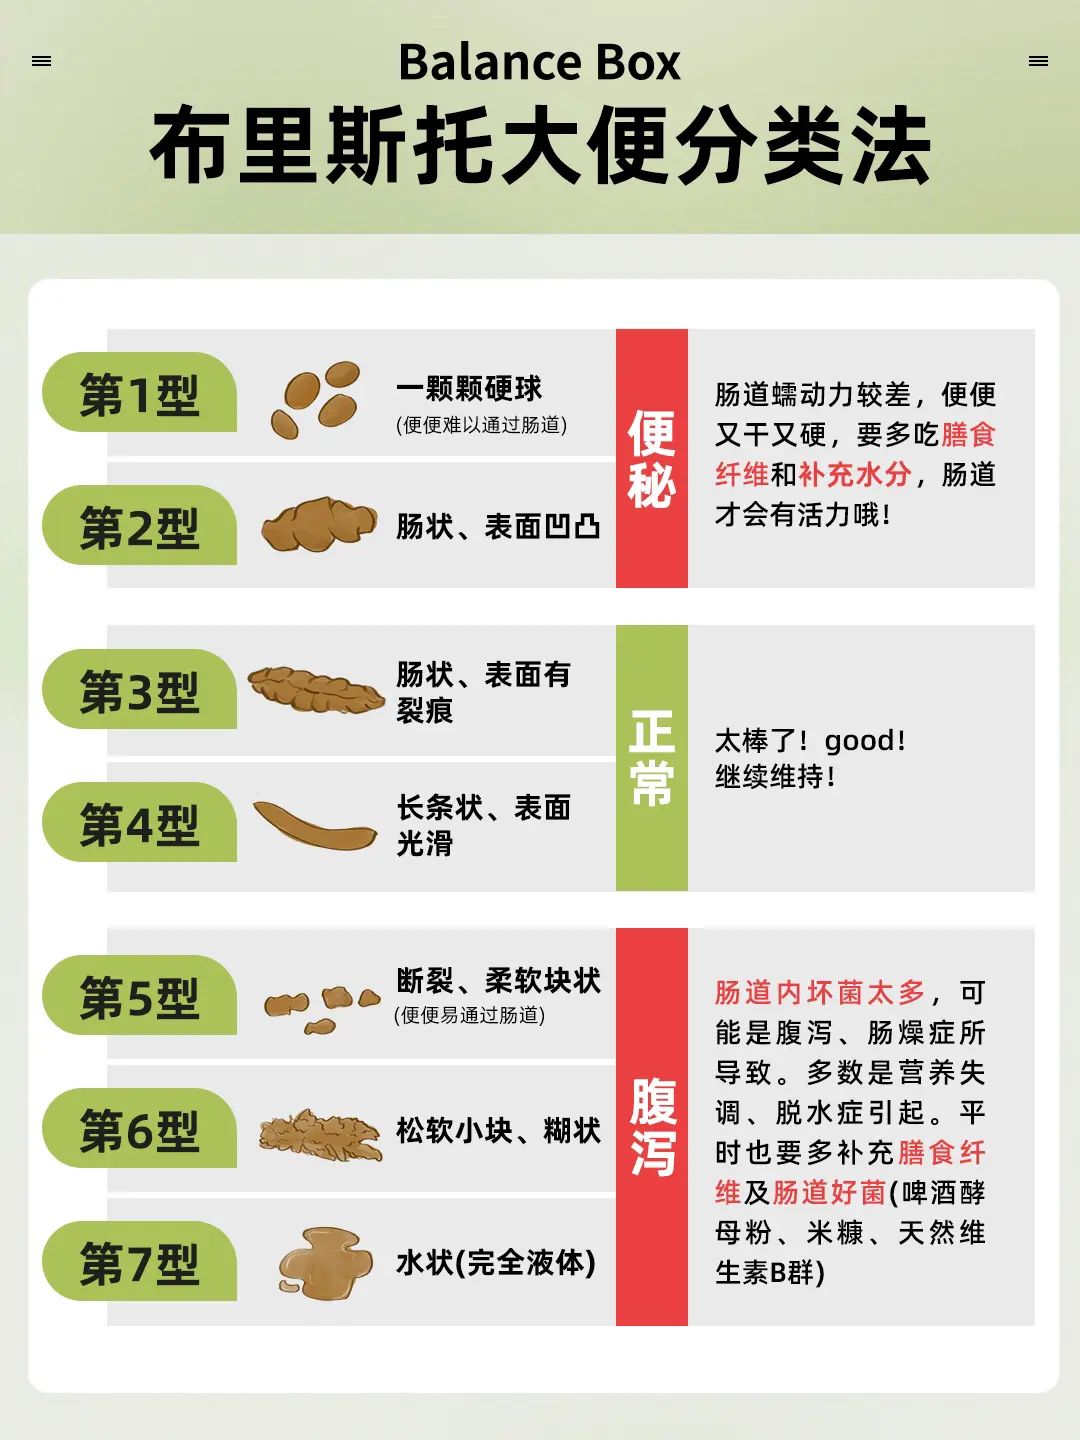 Balance Box
布里斯托大便分类法
第1型
一颗颗硬球
(便便难以通过肠道)
第2型
肠状、表面凹凸
便秘
肠道蠕动力较差，便便
又干又硬，要多吃膳食
纤维和补充水分，肠道
才会有活力哦！
第3型
肠状、表面有
裂痕
第4型
长条状、表面
光滑
正常
太棒了！good！
继续维持！
第5型
断裂、柔软块状
(便便易通过肠道)
第6型
松软小块、糊状
第7型
水状(完全液体)
腹泻
肠道内坏菌太多，可
能是腹泻、肠燥症所
导致。多数是营养失
调、脱水症引起。平
时也要多补充膳食纤
维及肠道好菌(啤酒酵
母粉、米糠、天然维
生素B群)